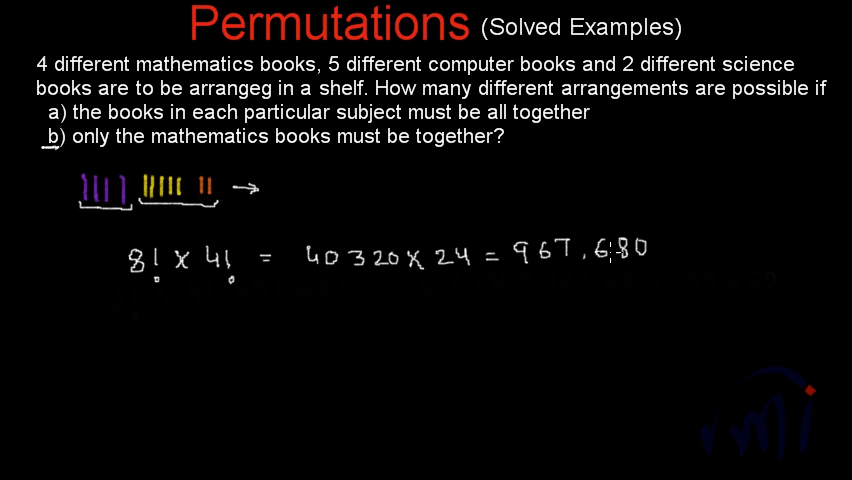 Permutations (Solved Examples)
4 different mathematics books, 5 different computer books and 2 different science
books are to be arrangeg in a shelf. How many different arrangements are possible if
a) the books in each particular subject must be all together
b) only the mathematics books must be together?
8! x 4! = 40320 x 24 = 967,680